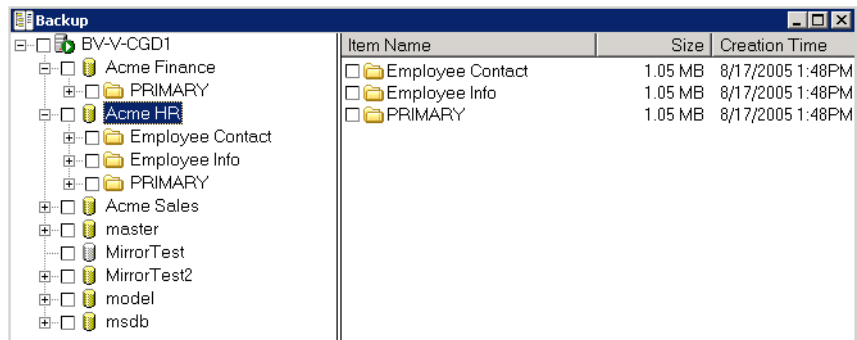 Backup
BV-V-CGD1
Acme Finance
PRIMARY
Acme HR
Employee Contact
Employee Info
PRIMARY
Acme Sales
master
MirrorTest
MirrorTest2
model
msdb
Item Name Size Creation Time
Employee Contact 1.05 MB 8/17/2005 1:48PM
Employee Info 1.05 MB 8/17/2005 1:48PM
PRIMARY 1.05 MB 8/17/2005 1:48PM